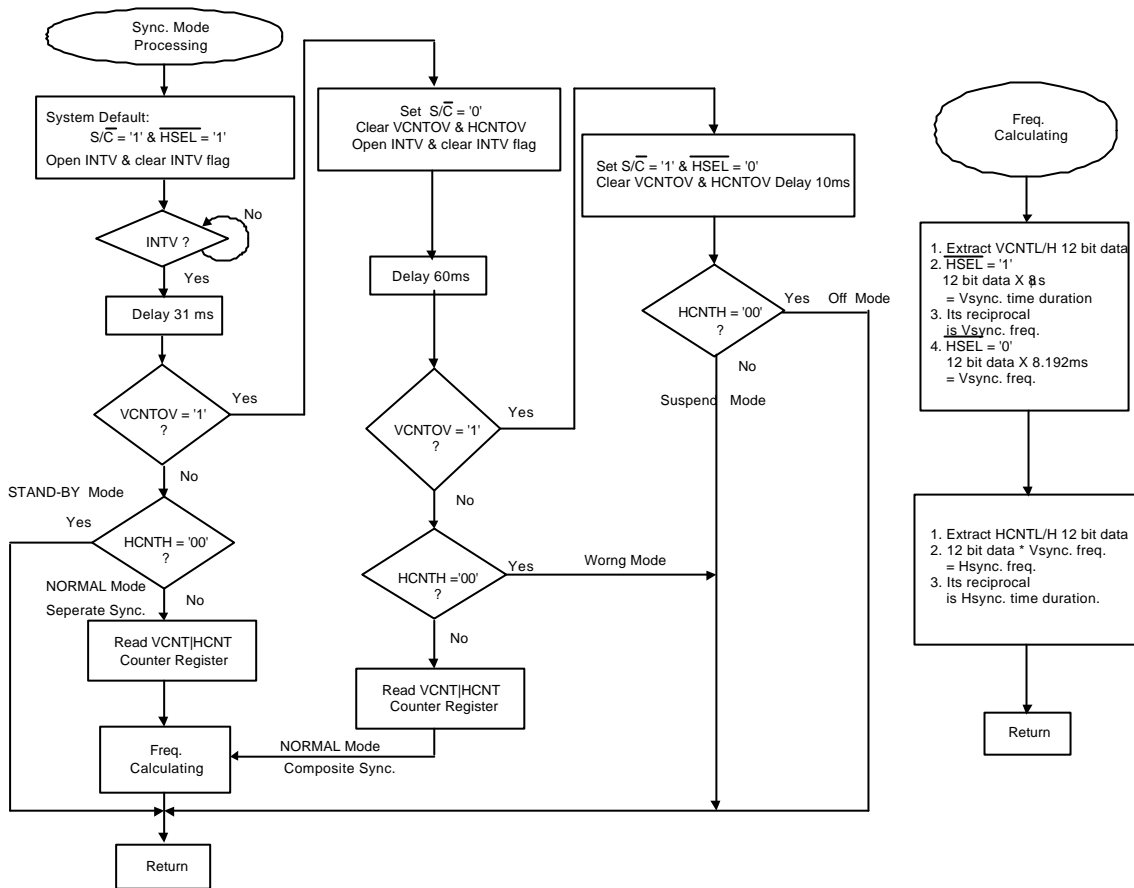 Sync. Mode
Processing
System Default:
S/C̅ = '1' & H̅S̅E̅L̅ = '1'
Open INTV & clear INTV flag
INTV ?
No
Yes
Delay 31 ms
VCNTOV = '1'
?
Yes
No
STAND-BY Mode
Yes
HCNTH = '00'
?
NORMAL Mode
Seperate Sync.
No
Read VCNT|HCNT
Counter Register
Freq.
Calculating
Return
Set S/C̅ = '0'
Clear VCNTOV & HCNTOV
Open INTV & clear INTV flag
Delay 60ms
VCNTOV = '1'
?
Yes
No
HCNTH ='00'
?
Yes
Worng Mode
No
Read VCNT|HCNT
Counter Register
NORMAL Mode
Composite Sync.
Set S/C̅ = '1' & H̅S̅E̅L̅ = '0'
Clear VCNTOV & HCNTOV Delay 10ms
HCNTH = '00'
?
Yes
Off Mode
No
Suspend Mode
Freq.
Calculating
1. Extract VCNTL/H 12 bit data
2. H̅S̅E̅L̅ = '1'
12 bit data X
= Vsync. time duration
3. Its reciprocal
is Vsync. freq.
4. H̅S̅E̅L̅ = '0'
12 bit data X 8.192ms
= Vsync. freq.
1. Extract HCNTL/H 12 bit data
2. 12 bit data * Vsync. freq.
= Hsync. freq.
3. Its reciprocal
is Hsync. time duration.
Return